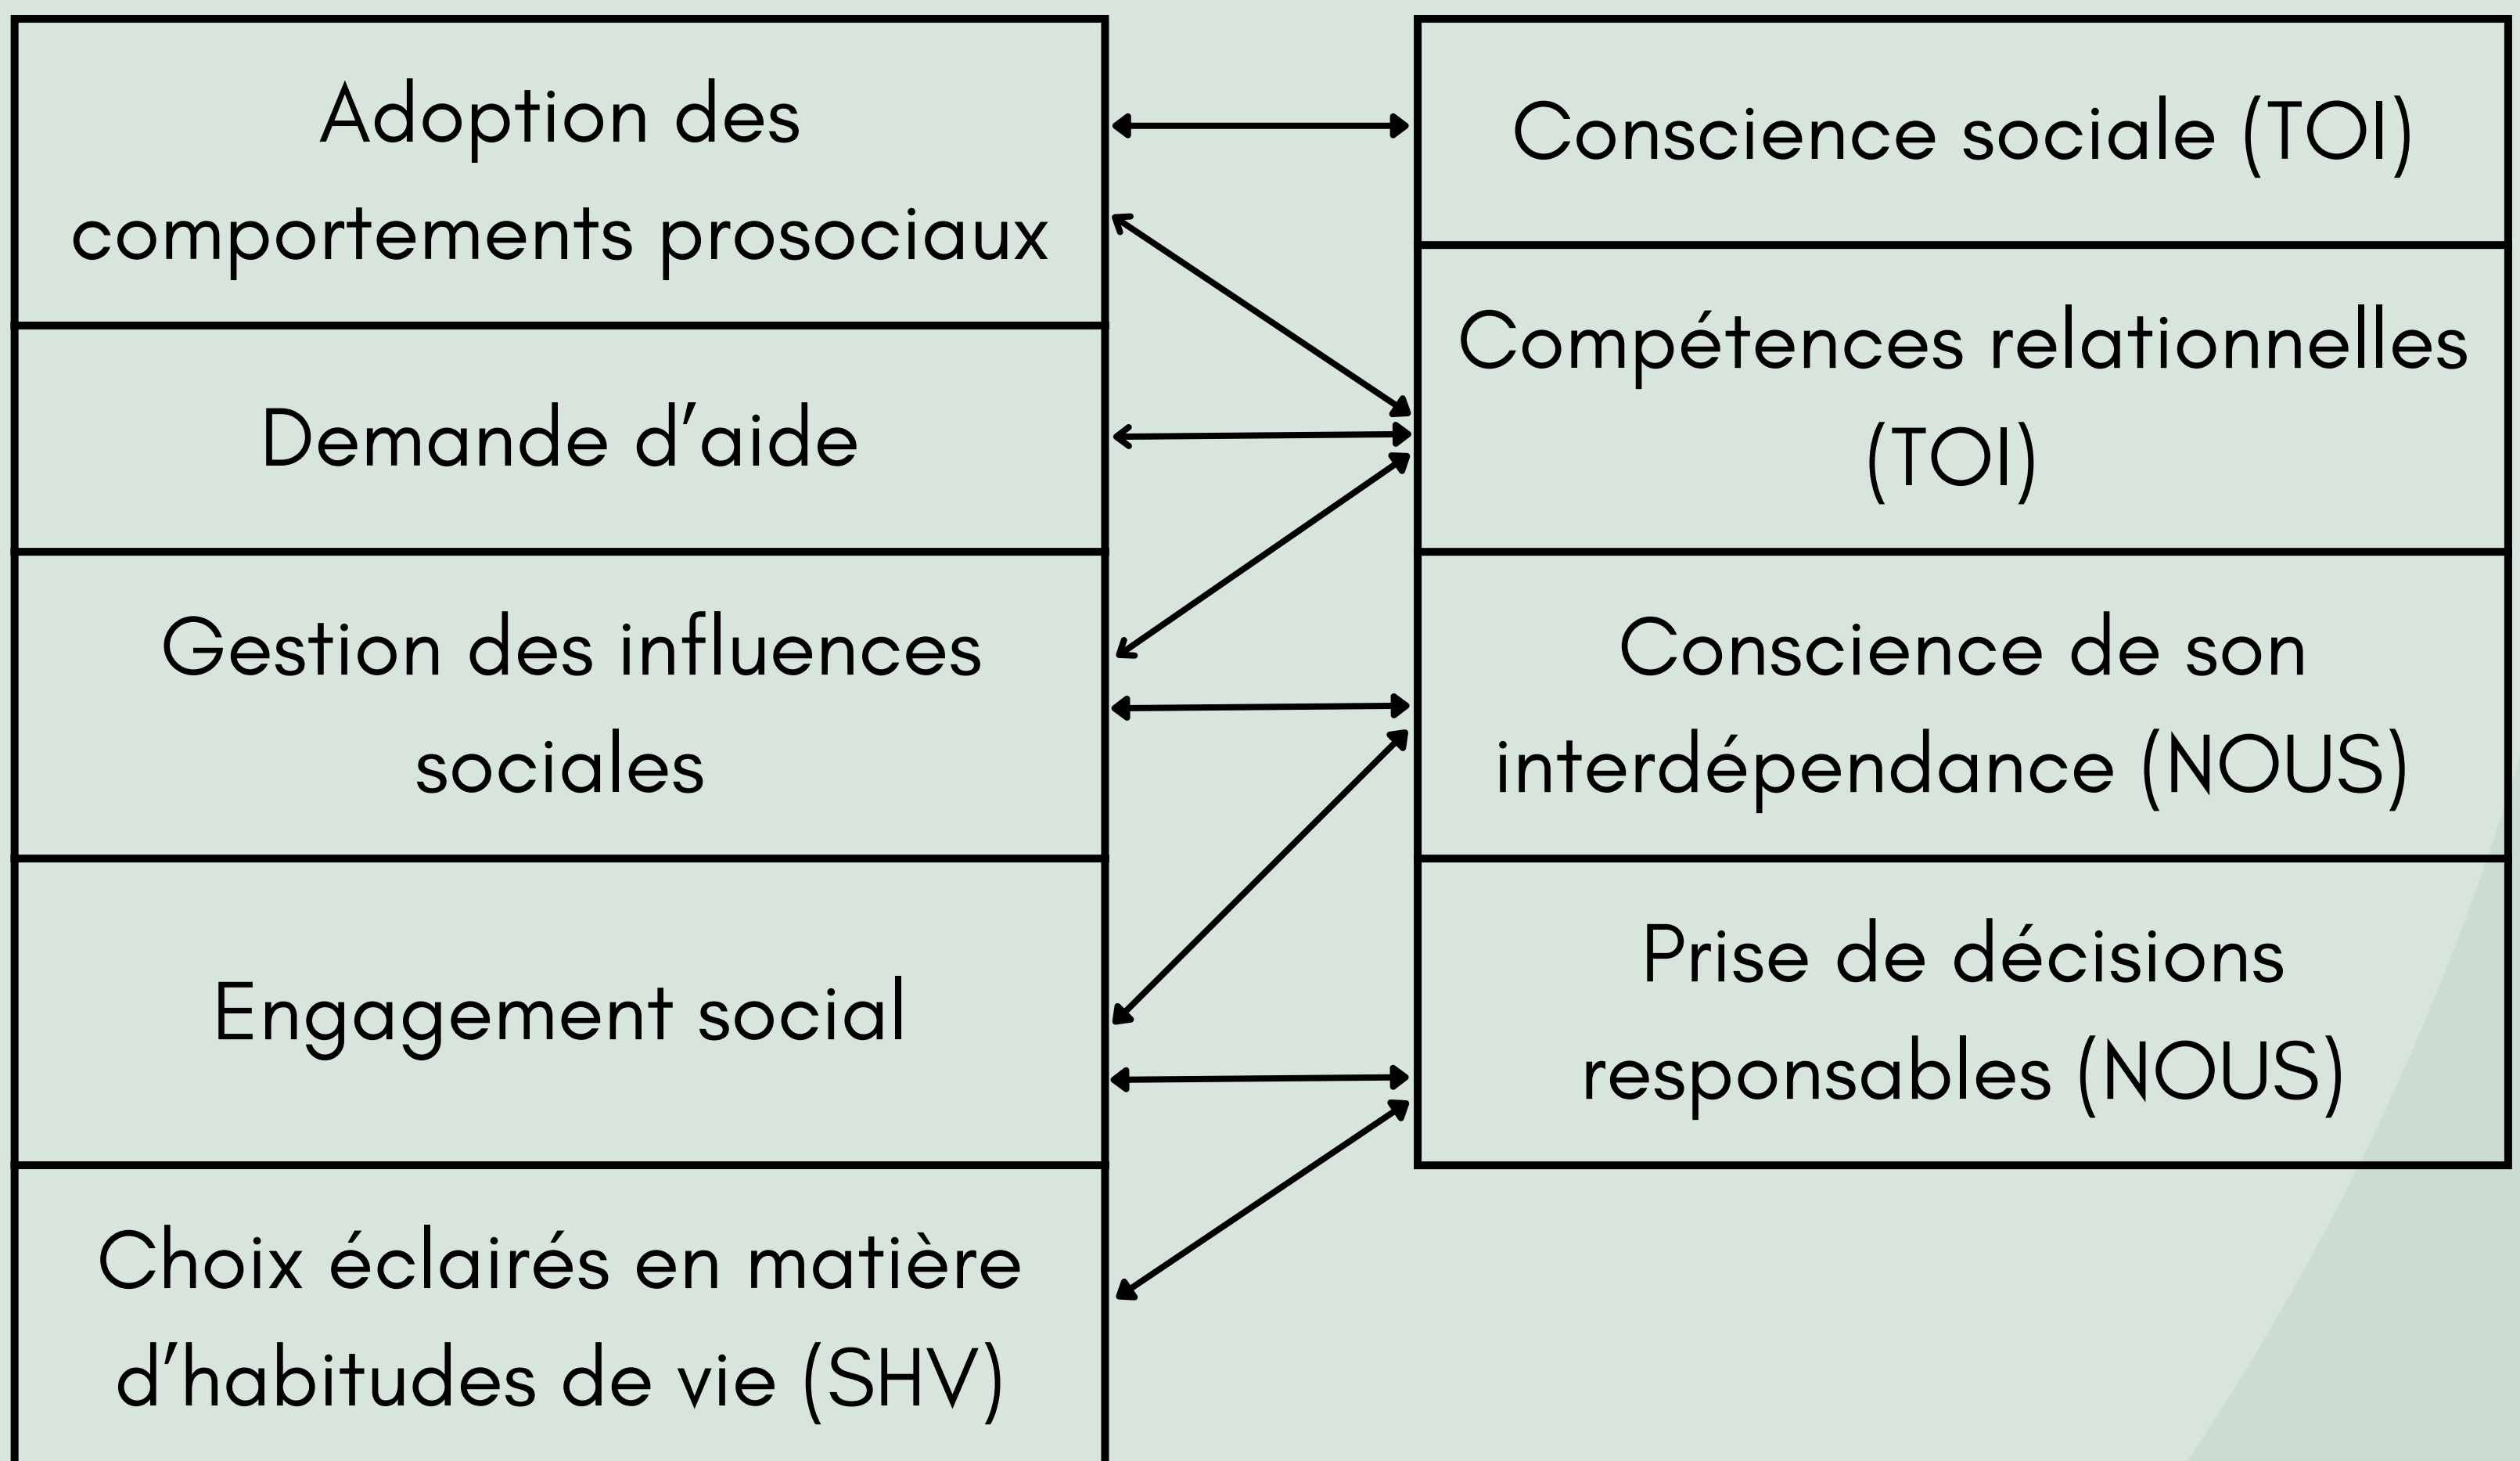 Adoption des
comportements prosociaux
Demande d’aide
Gestion des influences
sociales
Engagement social
Choix éclairés en matière
d’habitudes de vie (SHV)
Conscience sociale (TOI)
Compétences relationnelles
(TOI)
Conscience de son
interdépendance (NOUS)
Prise de décisions
responsables (NOUS)